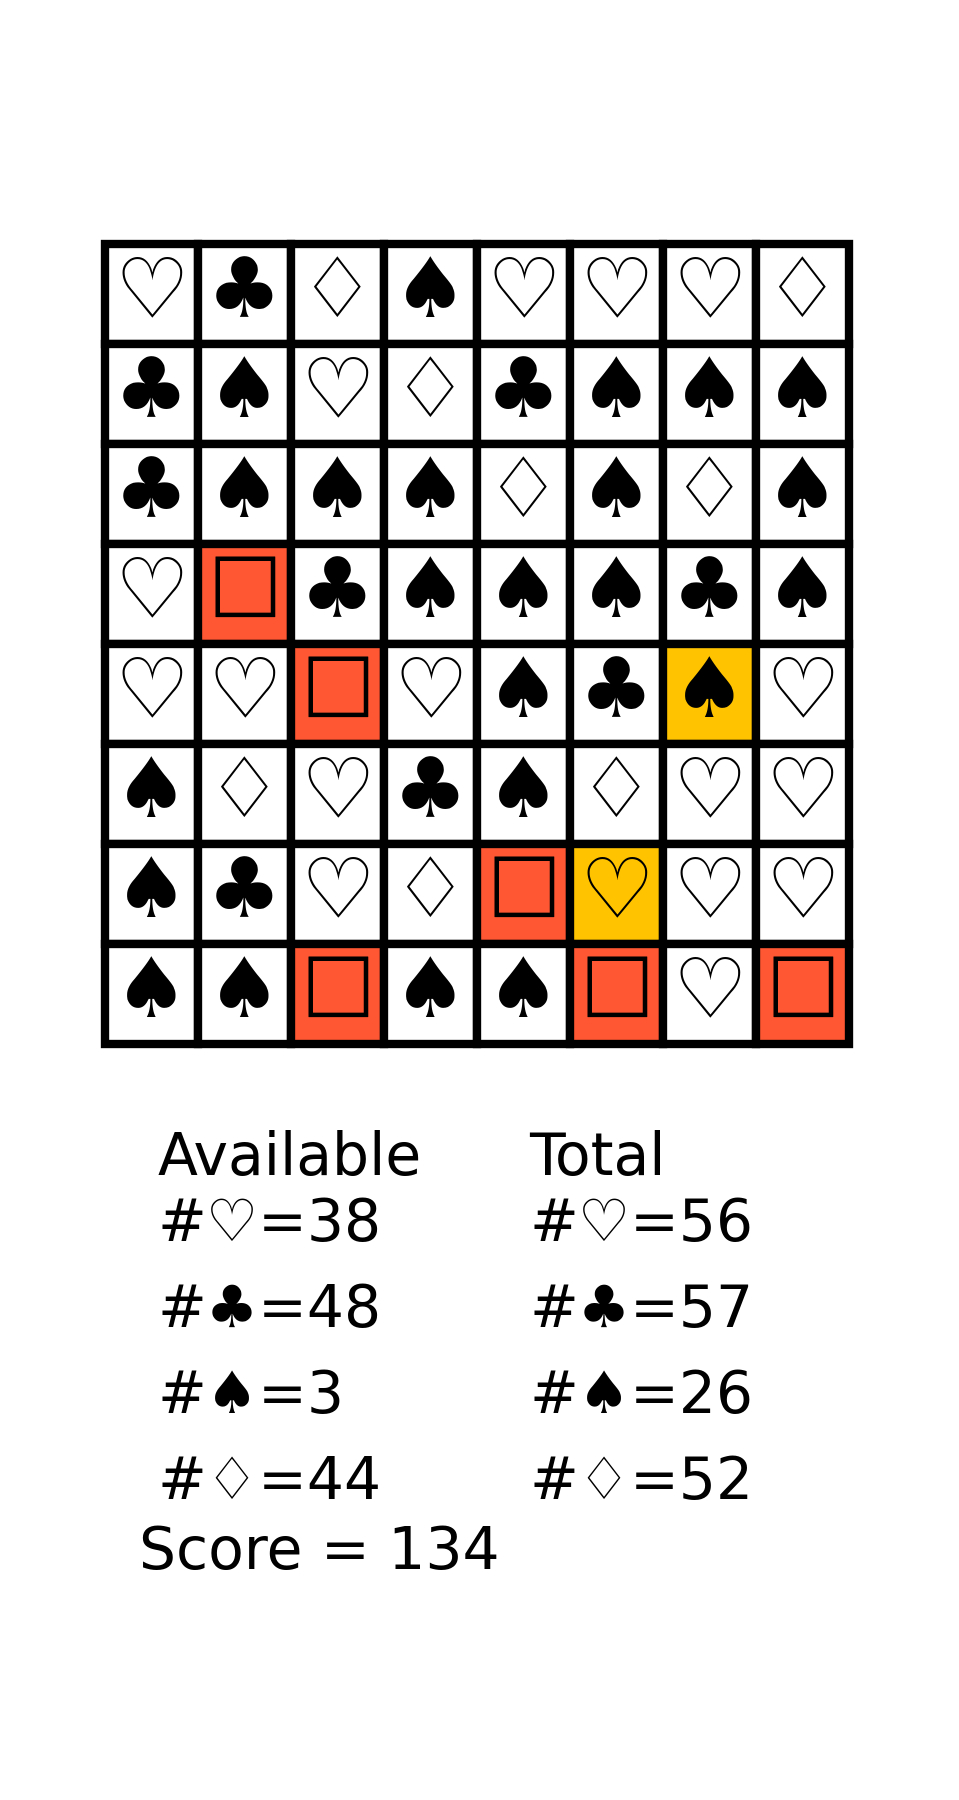 ♡ ♣ ♢ ♠ ♡ ♡ ♡ ♢
♣ ♠ ♡ ♢ ♣ ♠ ♠ ♠
♣ ♠ ♠ ♠ ♢ ♠ ♢ ♠
♡ □ ♣ ♠ ♠ ♠ ♣ ♠
♡ ♡ □ ♡ ♠ ♣ ♠ ♡
♠ ♢ ♡ ♣ ♠ ♢ ♡ ♡
♠ ♣ ♡ ♢ □ ♡ ♡ ♡
♠ ♠ □ ♠ ♠ □ ♡ □
Available Total
#♡=38 #♡=56
#♣=48 #♣=57
#♠=3 #♠=26
#♢=44 #♢=52
Score = 134